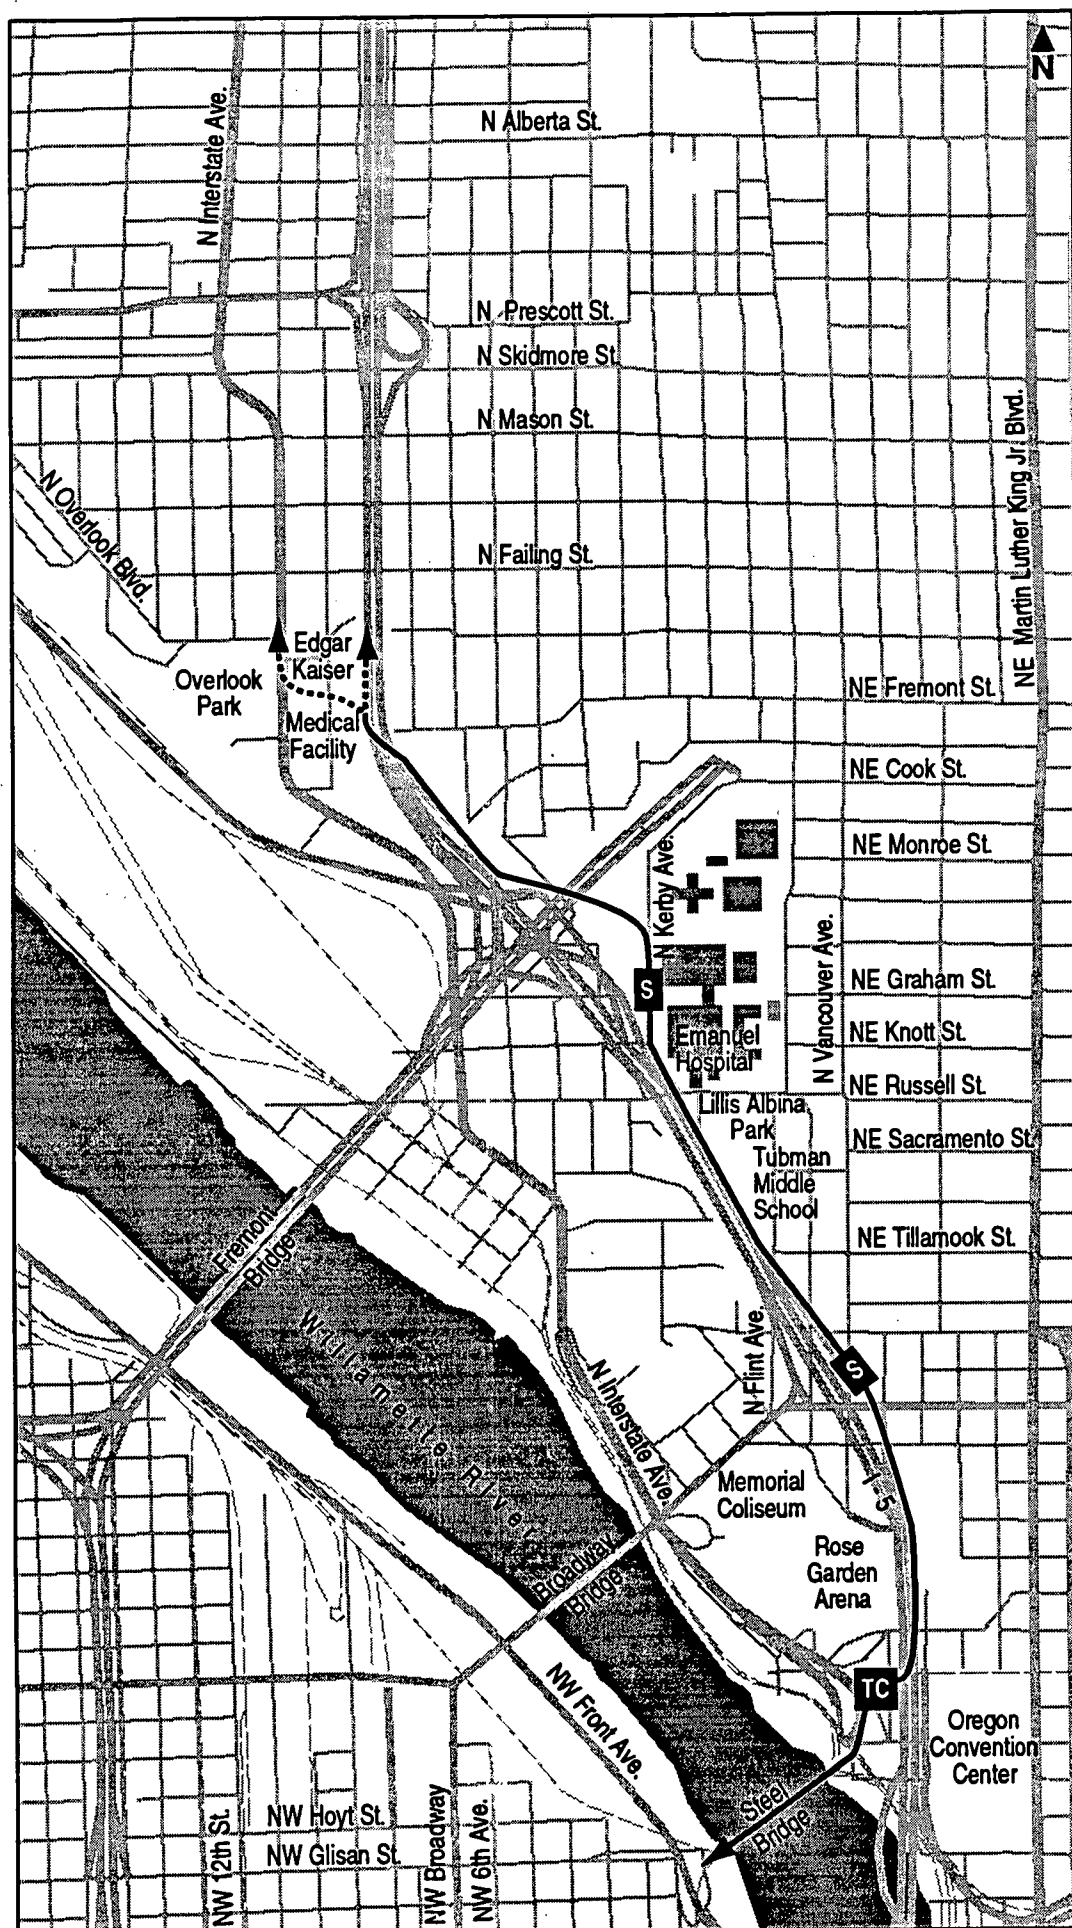 N
N Interstate Ave.
N Alberta St.
N Prescott St.
N Skidmore St.
N Mason St.
NE Martin Luther King Jr. Blvd.
N Overlook Blvd.
N Failing St.
Edgar
Kaiser
Medical
Facility
Overlook
Park
NE Fremont St.
NE Cook St.
NE Monroe St.
N Kerby Ave.
N Vancouver Ave.
NE Graham St.
S
NE Knott St.
Emanuel
Hospital
NE Russell St.
Lillis Albina
Park
NE Sacramento St.
Tubman
Middle
School
NE Tillamook St.
Fremont
Bridge
Willamette River
N Flint Ave.
S
N Interstate Ave.
I-5
Memorial
Coliseum
Rose
Garden
Arena
Broadway
Bridge
TC
NW Front Ave.
Oregon
Convention
Center
Steel
Bridge
NW Hoyt St.
NW Glisan St.
NW 12th St.
NW Broadway
NW 6th Ave.